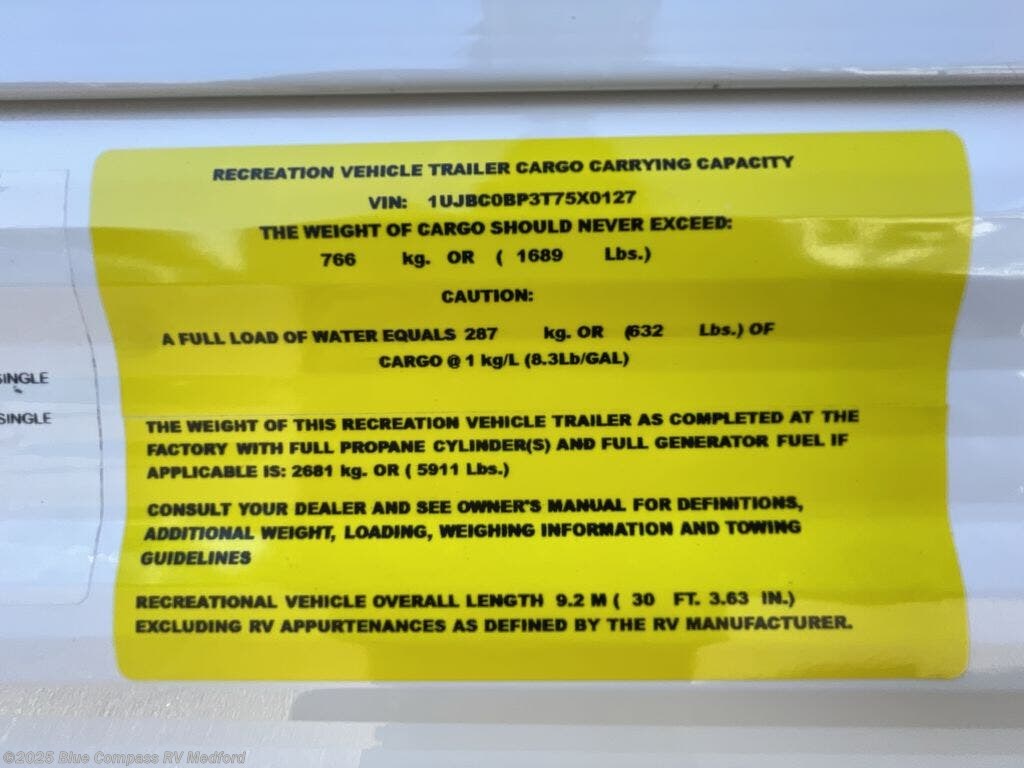 RECREATION VEHICLE TRAILER CARGO CARRYING CAPACITY
VIN: 1UJBC0BP3T75X0127
THE WEIGHT OF CARGO SHOULD NEVER EXCEED:
766 kg. OR ( 1689 Lbs.)
CAUTION:
A FULL LOAD OF WATER EQUALS 287 kg. OR (632 Lbs.) OF
CARGO @ 1 kg/L (8.3Lb/GAL)
SINGLE
SINGLE
THE WEIGHT OF THIS RECREATION VEHICLE TRAILER AS COMPLETED AT THE
FACTORY WITH FULL PROPANE CYLINDER(S) AND FULL GENERATOR FUEL IF
APPLICABLE IS: 2681 kg. OR ( 5911 Lbs.)
CONSULT YOUR DEALER AND SEE OWNER'S MANUAL FOR DEFINITIONS,
ADDITIONAL WEIGHT, LOADING, WEIGHING INFORMATION AND TOWING
GUIDELINES
RECREATIONAL VEHICLE OVERALL LENGTH 9.2 M ( 30 FT. 3.63 IN.)
EXCLUDING RV APPURTENANCES AS DEFINED BY THE RV MANUFACTURER.
©2025 Blue Compass RV Medford